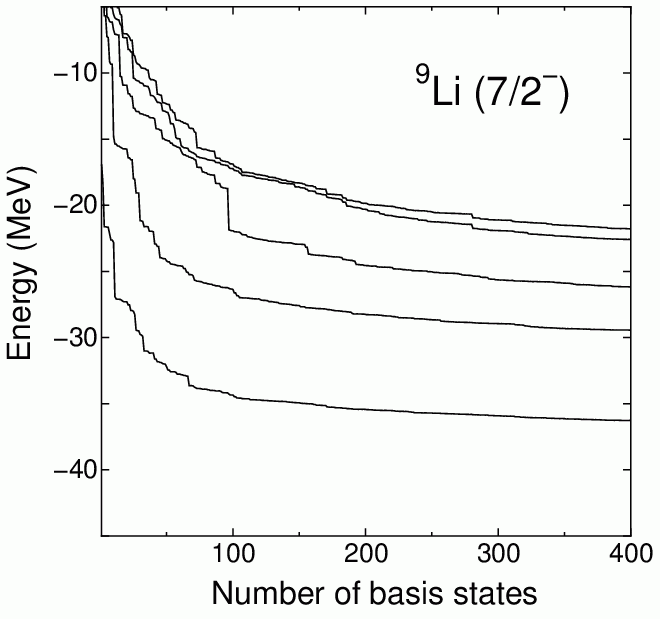 ⁹Li (7/2⁻)
Energy (MeV)
−10
−20
−30
−40
100 200 300 400
Number of basis states